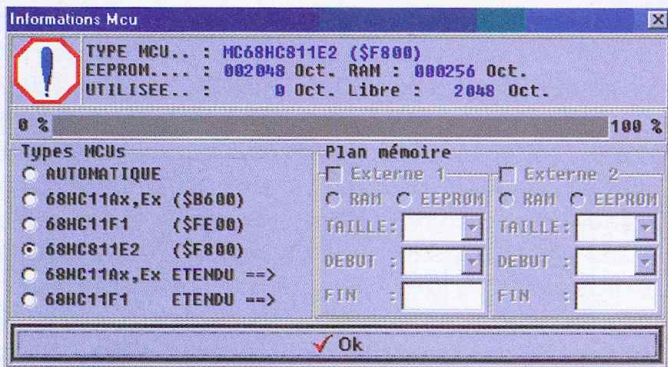 Informations Mcu
TYPE MCU.. : MC68HC811E2 ($F800)
EEPROM.... : 002048 Oct. RAM : 000256 Oct.
UTILISEE.. : 0 Oct. Libre : 2048 Oct.
0 % 100 %
Types MCUs
AUTOMATIQUE
68HC11Ax,Ex ($B600)
68HC11F1 ($FE00)
68HC811E2 ($F800)
68HC11Ax,Ex ETENDU ==>
68HC11F1 ETENDU ==>
Plan mémoire
Externe 1
RAM EEPROM
TAILLE:
DEBUT :
FIN :
Externe 2
RAM EEPROM
TAILLE:
DEBUT :
FIN :
Ok